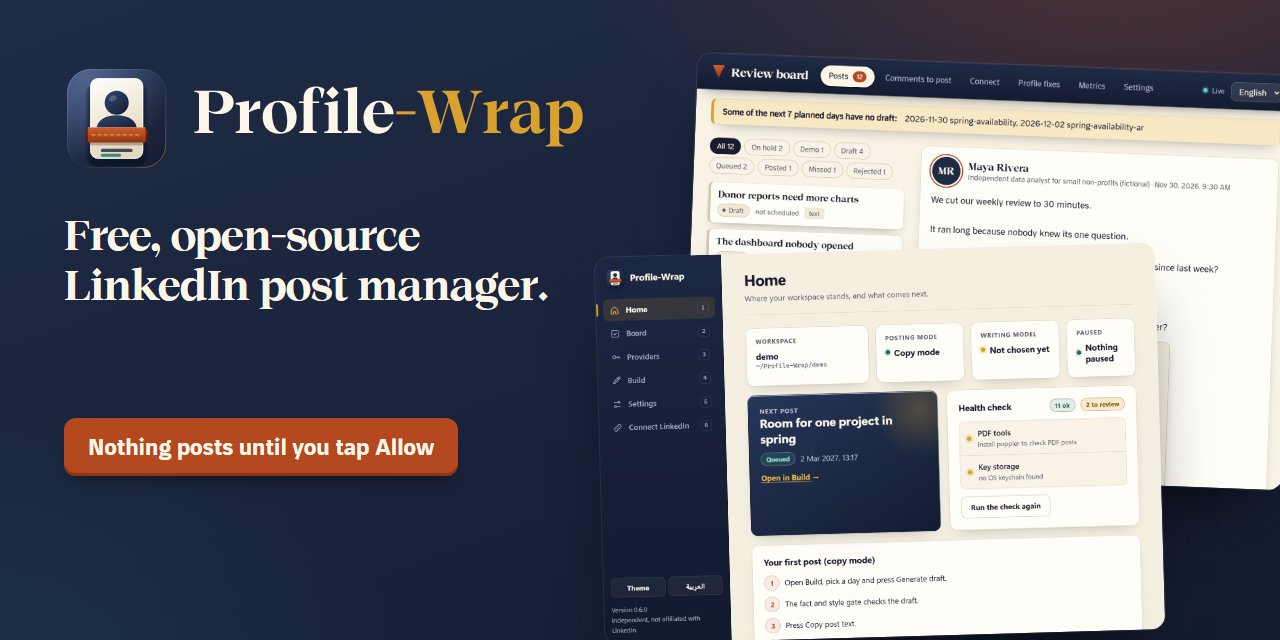 Profile-Wrap
Free, open-source
LinkedIn post manager.
Nothing posts until you tap Allow
Review board
Posts 12
Comments to post
Connect
Profile fixes
Metrics
Settings
Live
English
Some of the next 7 planned days have no draft: 2026-11-30 spring-availability, 2026-12-02 spring-availability-ar
All 12
On hold 2
Demo 1
Draft 4
Queued 2
Posted 1
Missed 1
Rejected 1
Donor reports need more charts
Draft
not scheduled
text
The dashboard nobody opened
MR
Maya Rivera
Independent data analyst for small non-profits (fictional) · Nov 30, 2026, 9:30 AM
We cut our weekly review to 30 minutes.
It ran long because nobody knew its one question.
since last week?
Profile-Wrap
Home 1
Board 2
Providers 3
Build 4
Settings 5
Connect LinkedIn 6
Theme
العربية
Version 0.6.0
Independent, not affiliated with
LinkedIn.
Home
Where your workspace stands, and what comes next.
WORKSPACE
demo
~/Profile-Wrap/demo
POSTING MODE
Copy mode
WRITING MODEL
Not chosen yet
PAUSED
Nothing
paused
NEXT POST
Room for one project in
spring
Queued
2 Mar 2027, 13:17
Open in Build →
Health check
11 ok
2 to review
PDF tools
Install poppler to check PDF posts
Key storage
no OS keychain found
Run the check again
Your first post (copy mode)
1 Open Build, pick a day and press Generate draft.
2 The fact and style gate checks the draft.
3 Press Copy post text.